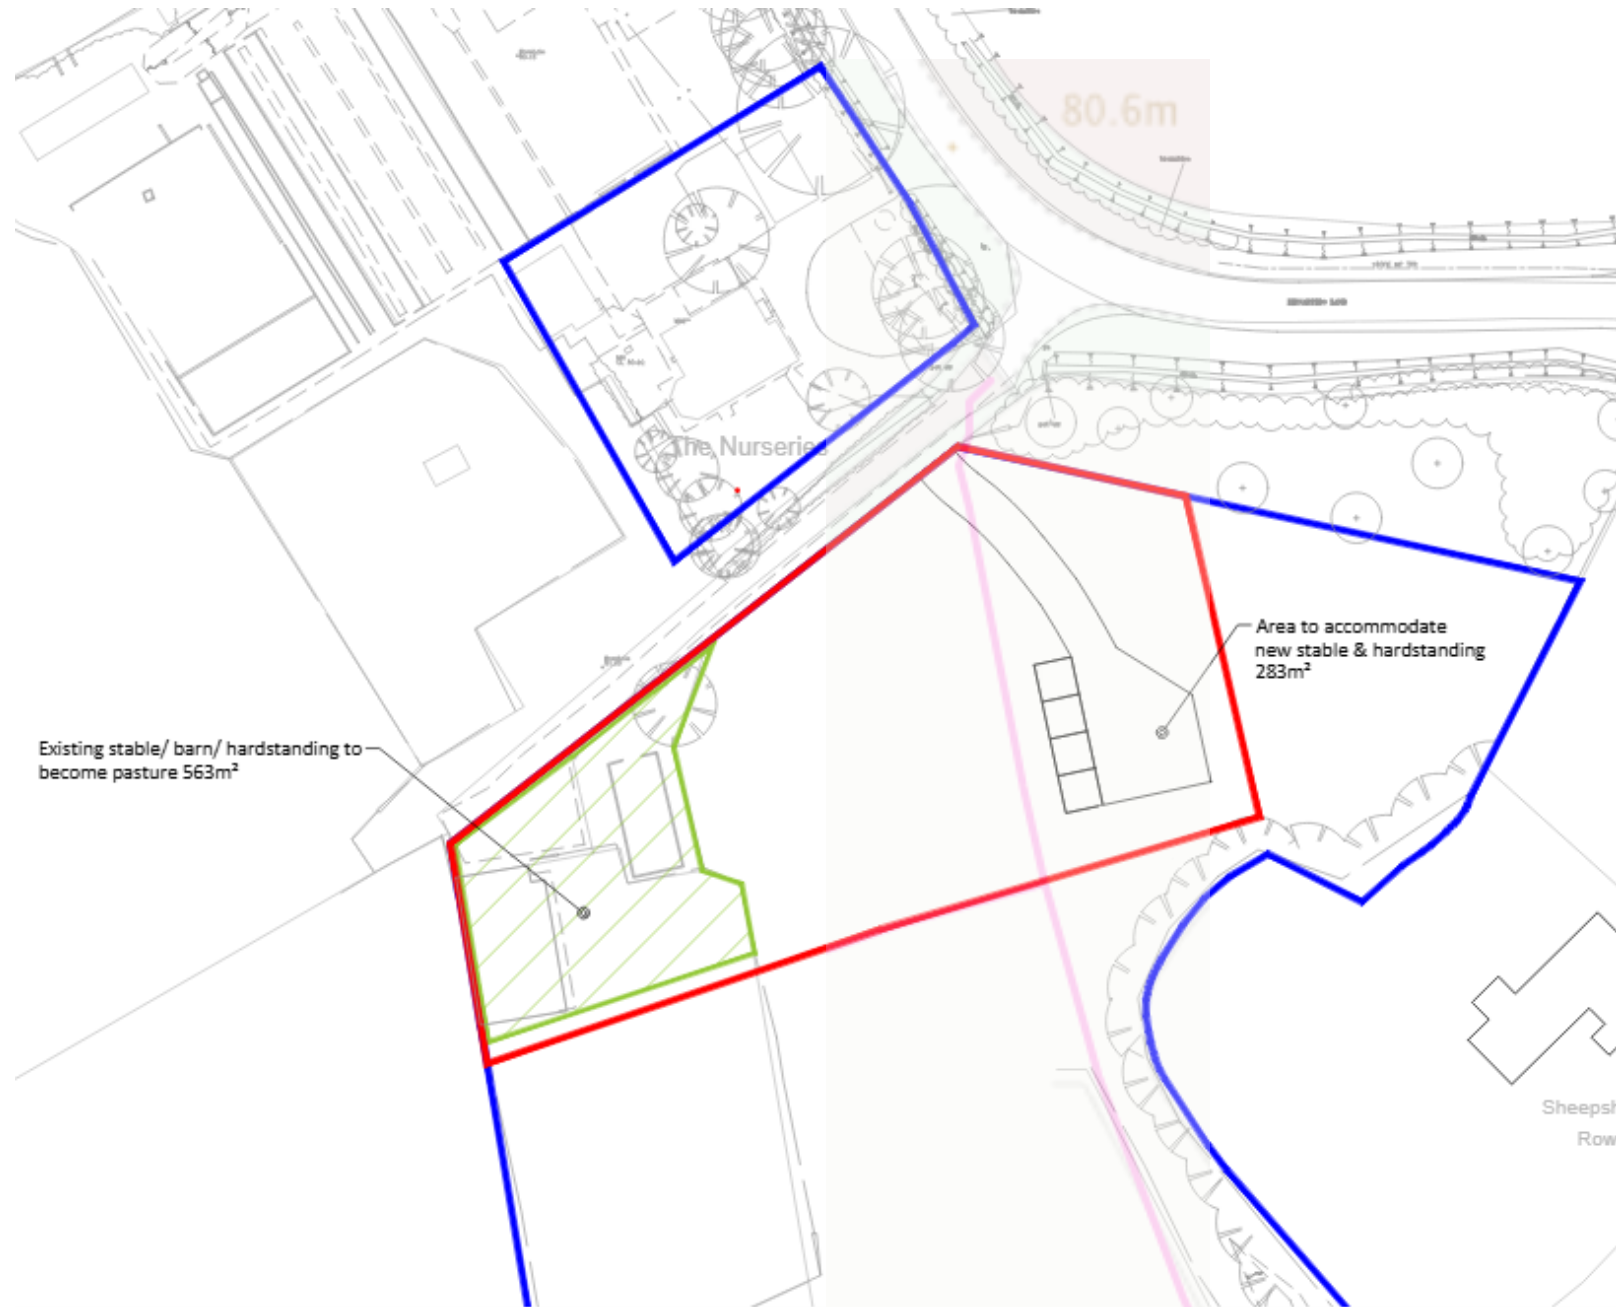 80.6m
The Nurseries
Area to accommodate
new stable & hardstanding
283m²
Existing stable/ barn/ hardstanding to
become pasture 563m²
Sheepsh
Row